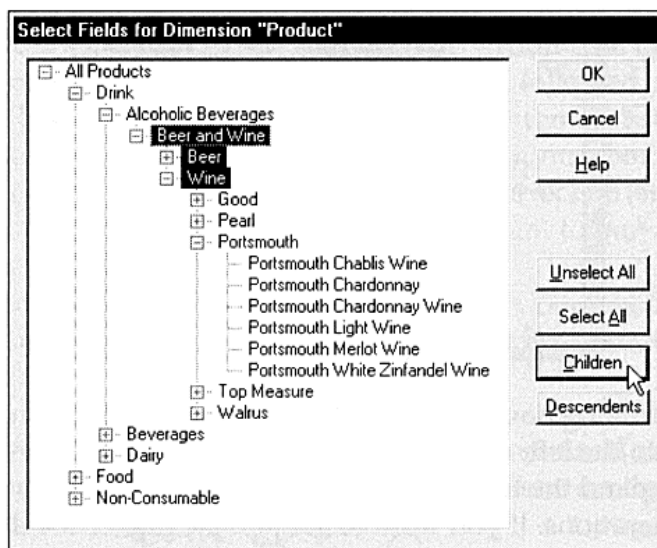 Select Fields for Dimension "Product"
All Products
Drink
Alcoholic Beverages
Beer and Wine
Beer
Wine
Good
Pearl
Portsmouth
Portsmouth Chablis Wine
Portsmouth Chardonnay
Portsmouth Chardonnay Wine
Portsmouth Light Wine
Portsmouth Merlot Wine
Portsmouth White Zinfandel Wine
Top Measure
Walrus
Beverages
Dairy
Food
Non-Consumable
OK
Cancel
Help
Unselect All
Select All
Children
Descendents